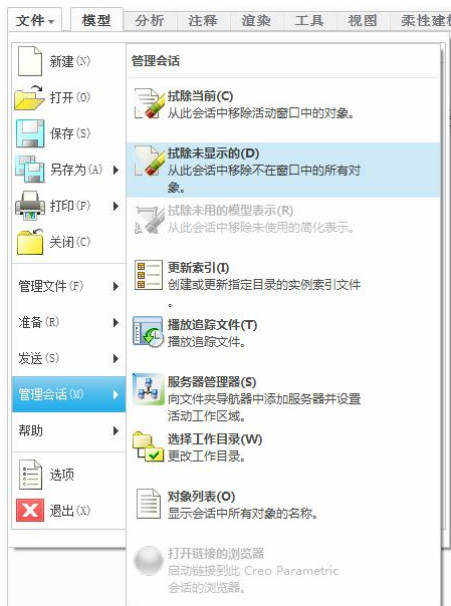 文件▾ 模型 分析 注释 渲染 工具 视图 柔性建模
新建(N)
打开(O)
保存(S)
另存为(A)
打印(P)
关闭(C)
管理文件(F)
准备(R)
发送(S)
管理会话(M)
帮助
选项
退出(X)
管理会话
拭除当前(C)
从此会话中移除活动窗口中的对象。
拭除未显示的(D)
从此会话中移除不在窗口中的所有对
象。
拭除未用的模型表示(R)
从此会话中移除未使用的简化表示。
更新索引(I)
创建或更新指定目录的实例索引文件
。
播放追踪文件(T)
播放追踪文件。
服务器管理器(S)
向文件夹导航器中添加服务器并设置
活动工作区域。
选择工作目录(W)
更改工作目录。
对象列表(O)
显示会话中所有对象的名称。
打开链接的浏览器
启动链接到此 Creo Parametric
会话的浏览器。